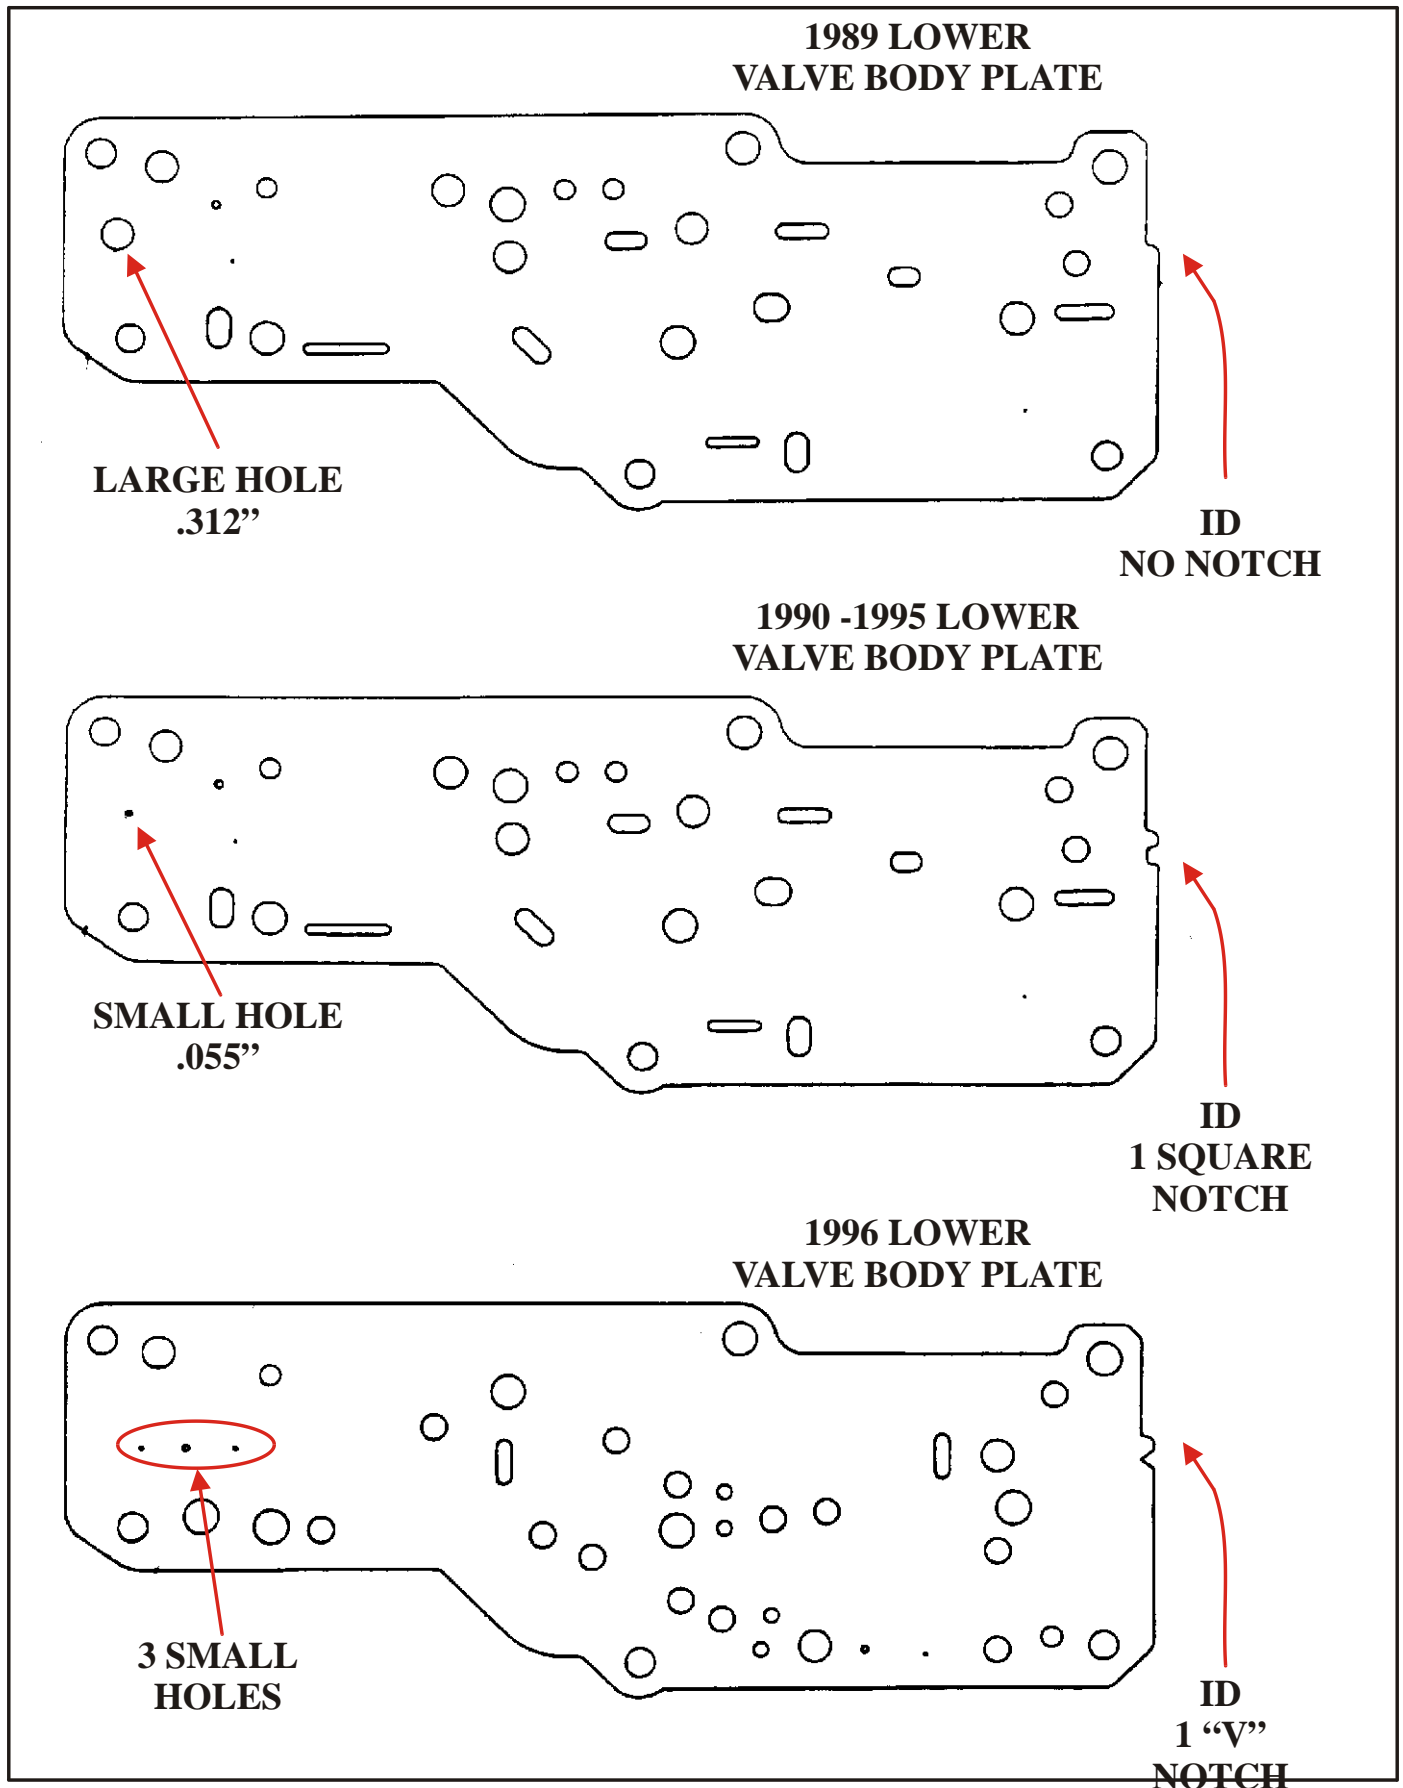 1989 LOWER
VALVE BODY PLATE
LARGE HOLE
.312”
ID
NO NOTCH
1990 -1995 LOWER
VALVE BODY PLATE
SMALL HOLE
.055”
ID
1 SQUARE
NOTCH
1996 LOWER
VALVE BODY PLATE
3 SMALL
HOLES
ID
1 “V”
NOTCH